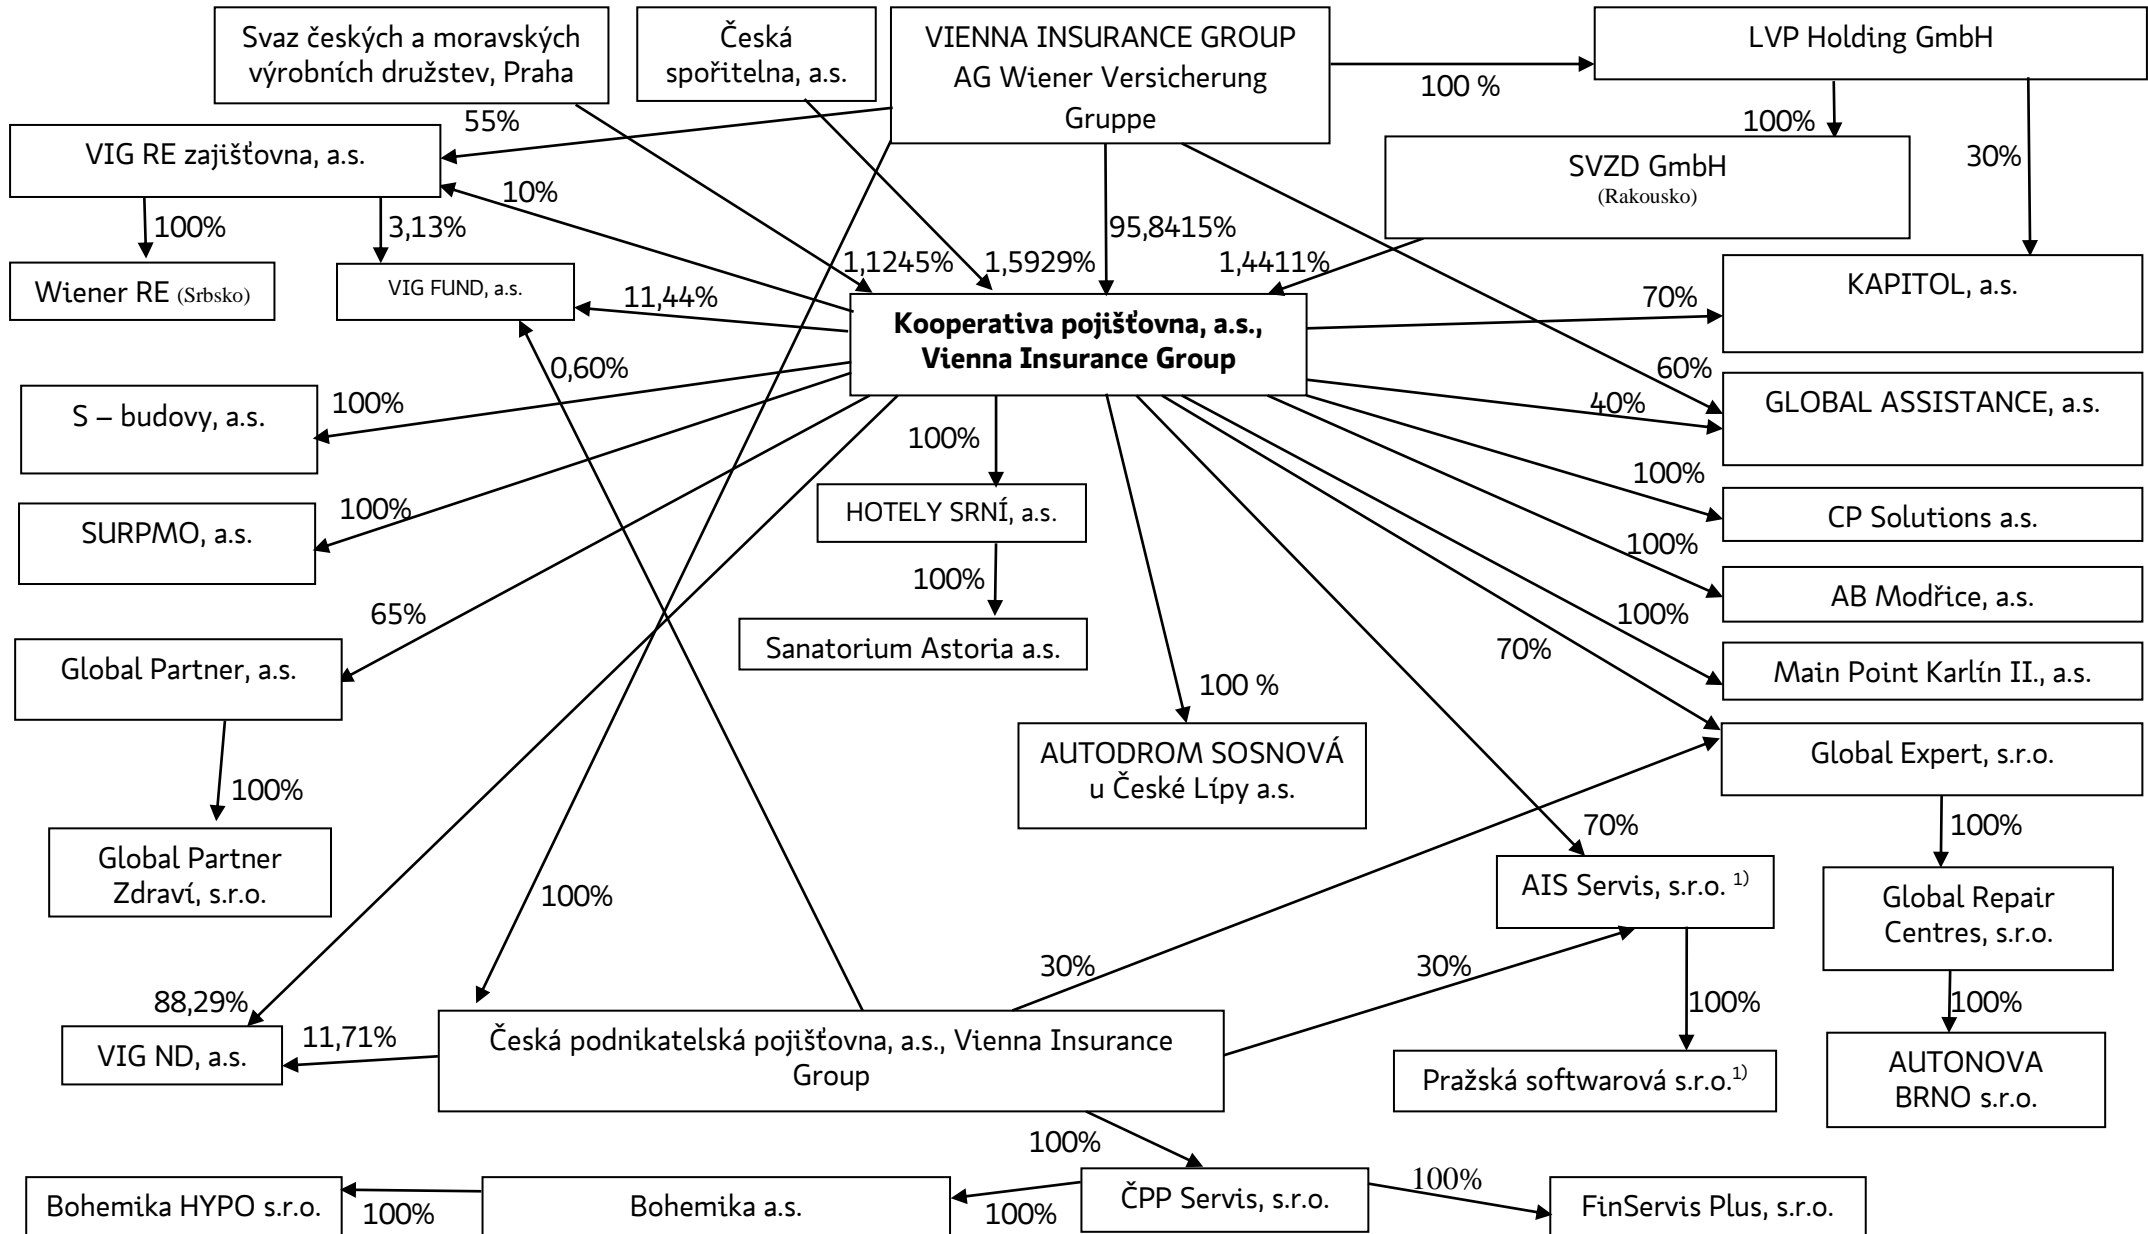 Svaz českých a moravských
výrobních družstev, Praha
Česká
spořitelna, a.s.
VIENNA INSURANCE GROUP
AG Wiener Versicherung
Gruppe
LVP Holding GmbH
100 %
55%
100%
30%
VIG RE zajišťovna, a.s.
SVZD GmbH
(Rakousko)
10%
100%
3,13%
95,8415%
1,1245%
1,5929%
1,4411%
Wiener RE (Srbsko)
VIG FUND, a.s.
11,44%
KAPITOL, a.s.
70%
Kooperativa pojišťovna, a.s.,
Vienna Insurance Group
0,60%
60%
S – budovy, a.s.
100%
40%
GLOBAL ASSISTANCE, a.s.
100%
100%
SURPMO, a.s.
100%
HOTELY SRNÍ, a.s.
CP Solutions a.s.
100%
100%
AB Modřice, a.s.
65%
100%
Sanatorium Astoria a.s.
70%
Global Partner, a.s.
Main Point Karlín II., a.s.
100 %
AUTODROM SOSNOVÁ
u České Lípy a.s.
Global Expert, s.r.o.
100%
70%
100%
Global Partner
Zdraví, s.r.o.
100%
AIS Servis, s.r.o. 1)
Global Repair
Centres, s.r.o.
30%
30%
88,29%
100%
100%
VIG ND, a.s.
11,71%
Česká podnikatelská pojišťovna, a.s., Vienna Insurance
Group
Pražská softwarová s.r.o.1)
AUTONOVA
BRNO s.r.o.
100%
Bohemika HYPO s.r.o.
100%
Bohemika a.s.
100%
ČPP Servis, s.r.o.
100%
FinServis Plus, s.r.o.